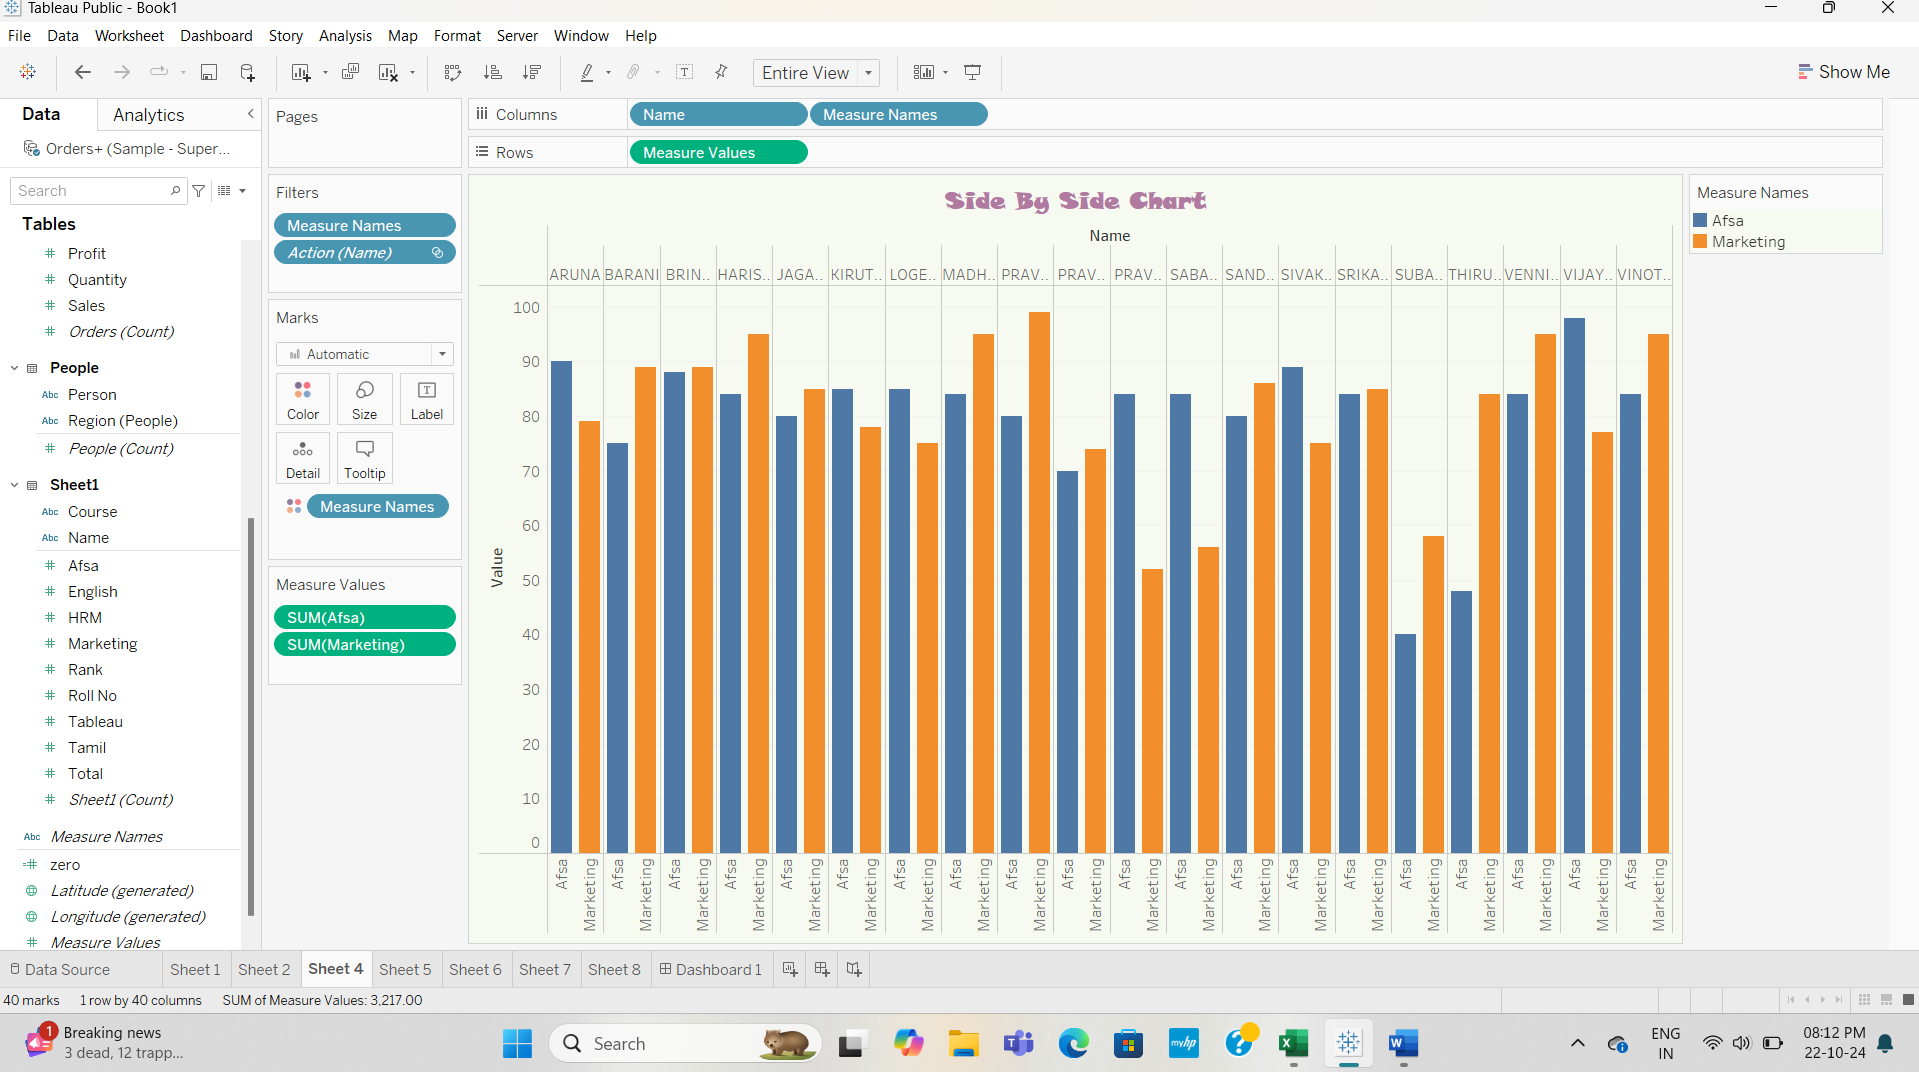 Tableau Public - Book1
File Data Worksheet Dashboard Story Analysis Map Format Server Window Help
Entire View
Show Me
Data Analytics
Orders+ (Sample - Super...
Search
Tables
Profit
Quantity
Sales
Orders (Count)
People
Abc Person
Abc Region (People)
People (Count)
Sheet1
Abc Course
Abc Name
Afsa
English
HRM
Marketing
Rank
Roll No
Tableau
Tamil
Total
Sheet1 (Count)
Abc Measure Names
zero
Latitude (generated)
Longitude (generated)
Measure Values
Pages
Filters
Measure Names
Action (Name)
Marks
Automatic
Color Size Label
Detail Tooltip
Measure Names
Measure Values
SUM(Afsa)
SUM(Marketing)
Columns Name Measure Names
Rows Measure Values
Side By Side Chart
Name
ARUNA BARANI BRIN.. HARIS.. JAGA.. KIRUT.. LOGE.. MADH.. PRAV.. PRAV.. PRAV.. SABA.. SAND.. SIVAK.. SRIKA.. SUBA.. THIRU.. VENNI.. VIJAY.. VINOT..
100
90
80
70
60
50
40
30
20
10
0
Value
Afsa Marketing Afsa Marketing Afsa Marketing Afsa Marketing Afsa Marketing Afsa Marketing Afsa Marketing Afsa Marketing Afsa Marketing Afsa Marketing Afsa Marketing Afsa Marketing Afsa Marketing Afsa Marketing Afsa Marketing Afsa Marketing Afsa Marketing Afsa Marketing Afsa Marketing Afsa Marketing
Measure Names
Afsa
Marketing
Data Source Sheet 1 Sheet 2 Sheet 4 Sheet 5 Sheet 6 Sheet 7 Sheet 8 Dashboard 1
40 marks 1 row by 40 columns SUM of Measure Values: 3,217.00
1
Breaking news
3 dead, 12 trapp...
Search
myhp
ENG
IN
08:12 PM
22-10-24